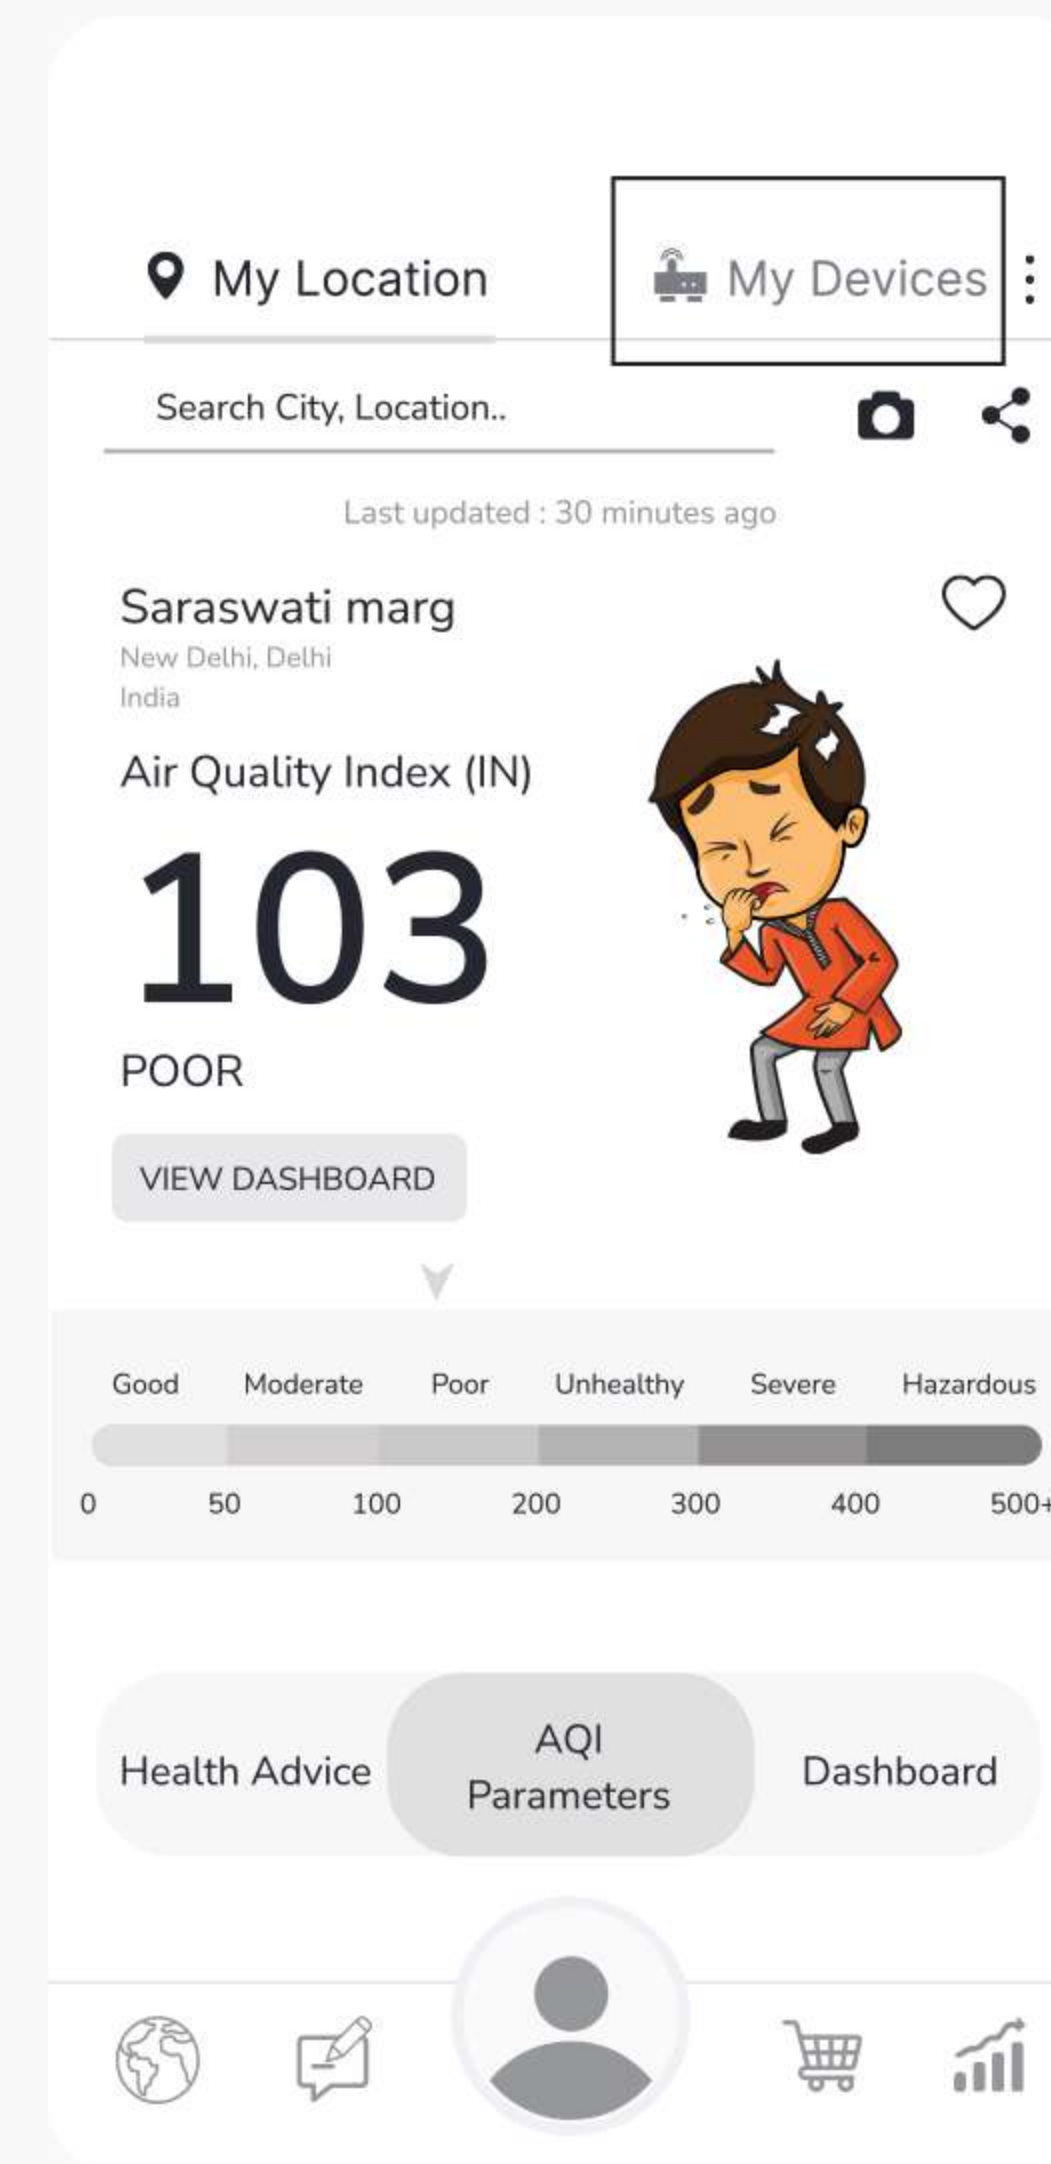 My Location
My Devices
Search City, Location..
Last updated : 30 minutes ago
Saraswati marg
New Delhi, Delhi
India
Air Quality Index (IN)
103
POOR
VIEW DASHBOARD
Good Moderate Poor Unhealthy Severe Hazardous
0 50 100 200 300 400 500+
Health Advice
AQI
Parameters
Dashboard